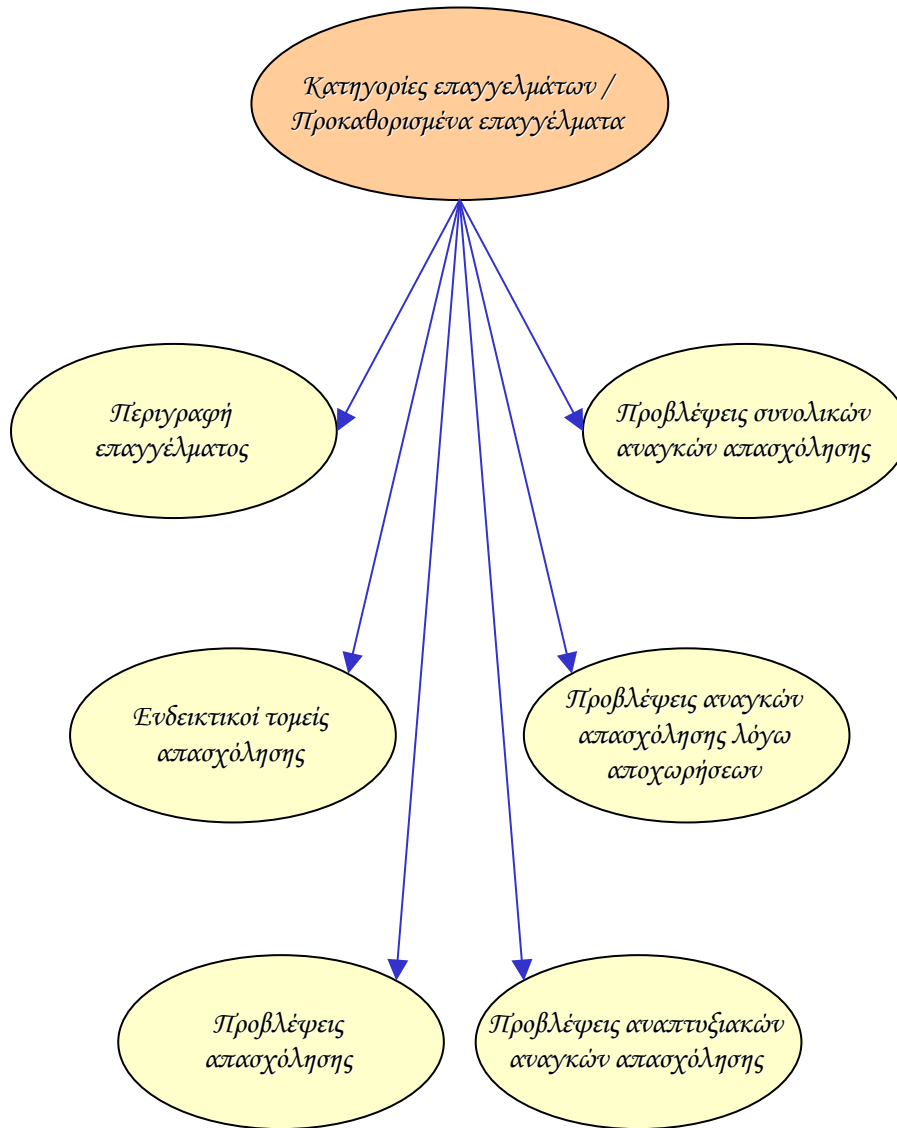 Κατηγορίες επαγγελμάτων /
Προκαθορισμένα επαγγέλματα
Περιγραφή
επαγγέλματος
Προβλέψεις συνολικών
αναγκών απασχόλησης
Ενδεικτικοί τομείς
απασχόλησης
Προβλέψεις αναγκών
απασχόλησης λόγω
αποχωρήσεων
Προβλέψεις
απασχόλησης
Προβλέψεις αναπτυξιακών
αναγκών απασχόλησης